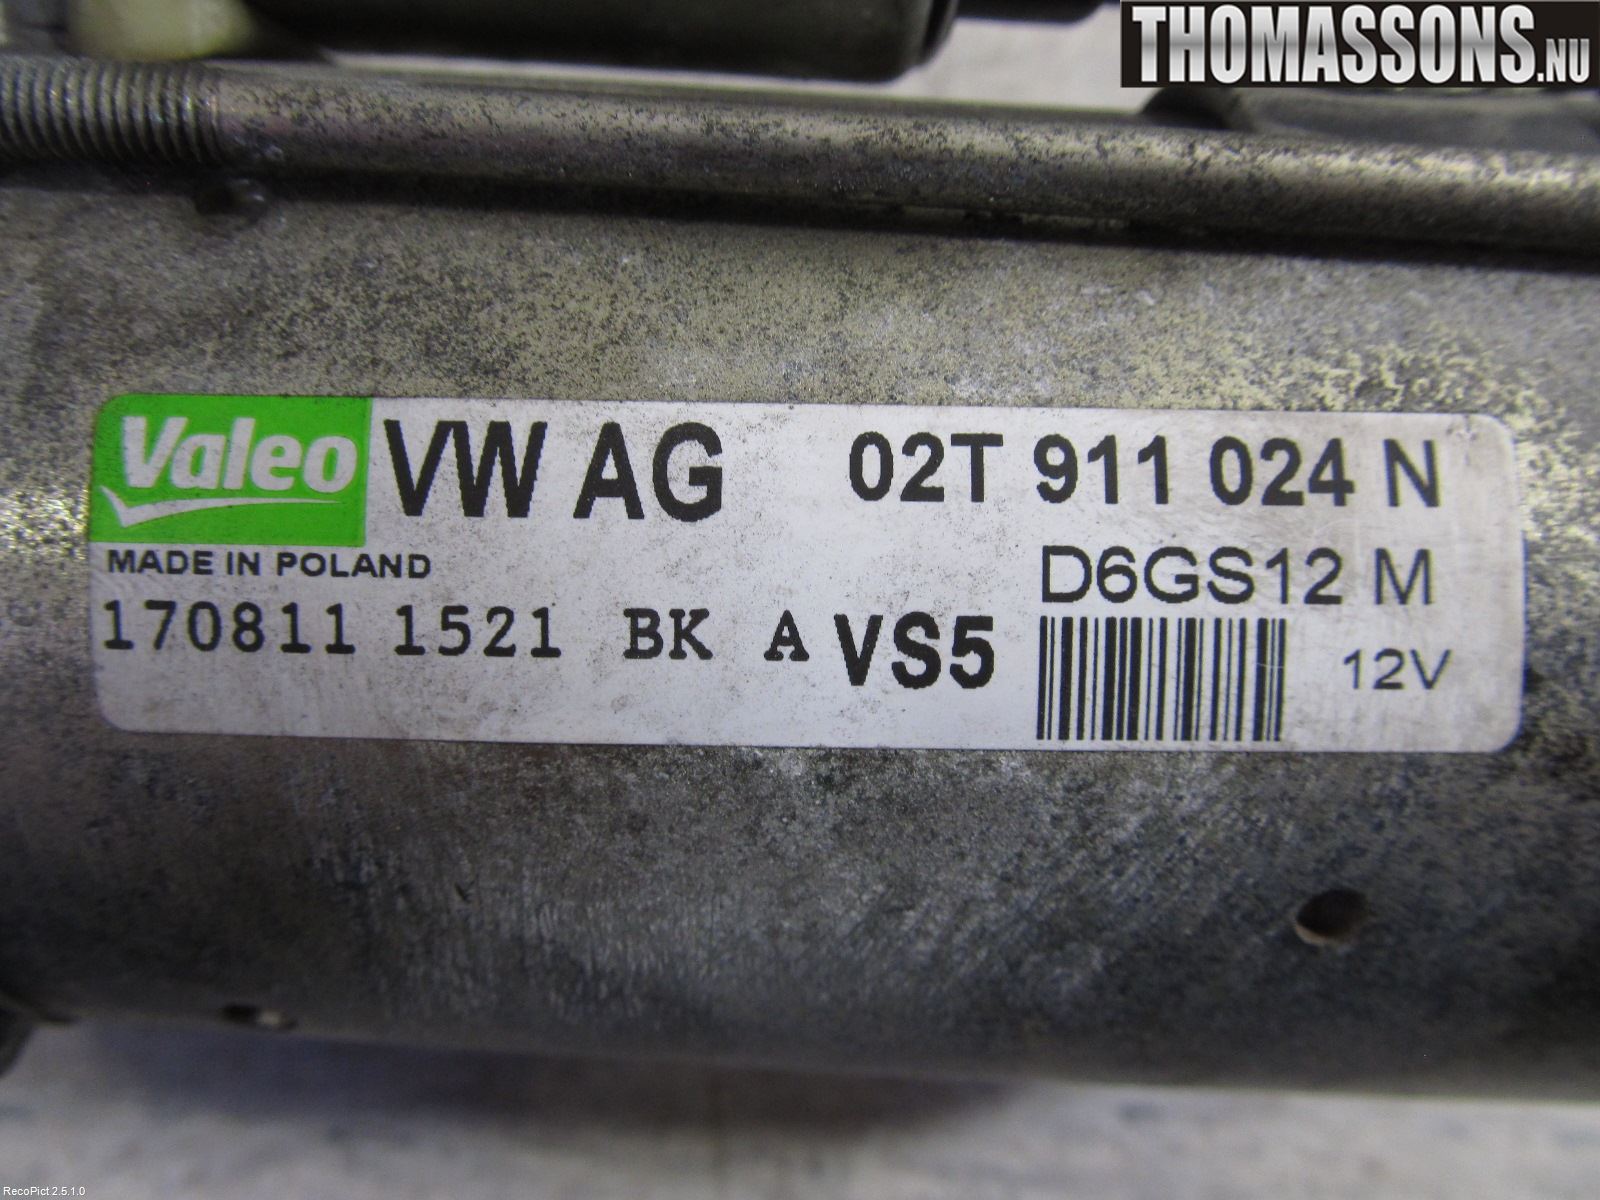 THOMASSONS.NU
Valeo VW AG 02T 911 024 N
MADE IN POLAND D6GS12 M
170811 1521 BK A VS5 12V
RecoPict 2.5.1.0